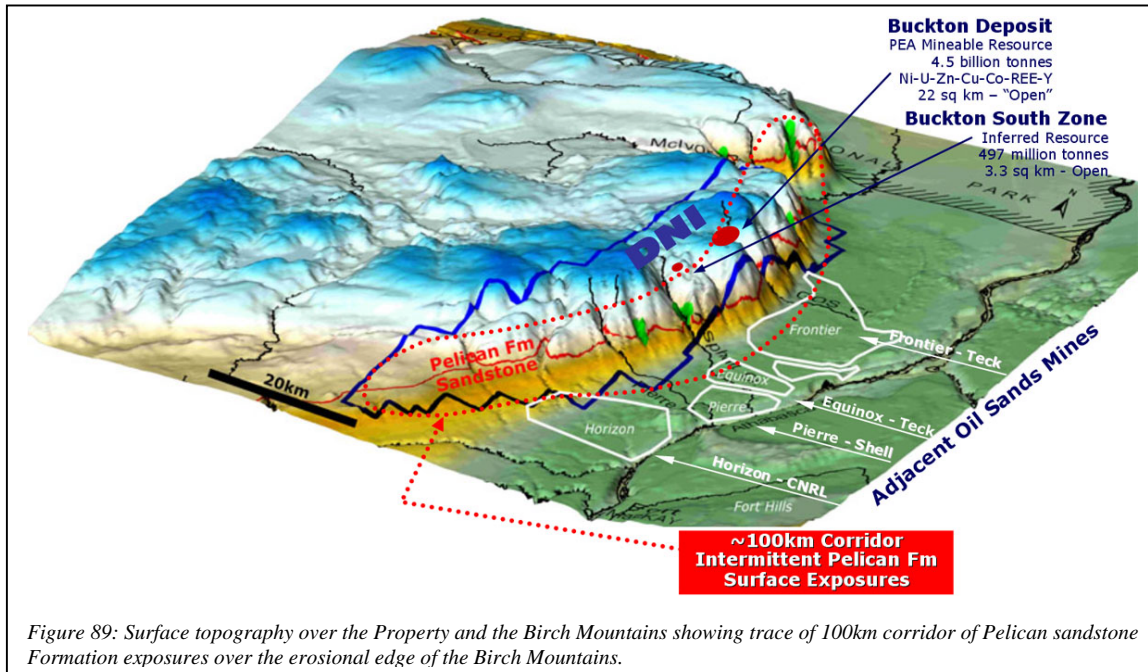 Buckton Deposit
PEA Mineable Resource
4.5 billion tonnes
Ni-U-Zn-Cu-Co-REE-Y
22 sq km – "Open"
Buckton South Zone
Inferred Resource
497 million tonnes
3.3 sq km - Open
McIvo
IONAL
PARK
N
DNI
Pelican Fm
Sandstone
20km
Frontier
Equinox
Pierre
Horizon
Fort Hills
Frontier - Teck
Equinox - Teck
Pierre - Shell
Horizon - CNRL
Adjacent Oil Sands Mines
~100km Corridor
Intermittent Pelican Fm
Surface Exposures
Figure 89: Surface topography over the Property and the Birch Mountains showing trace of 100km corridor of Pelican sandstone
Formation exposures over the erosional edge of the Birch Mountains.